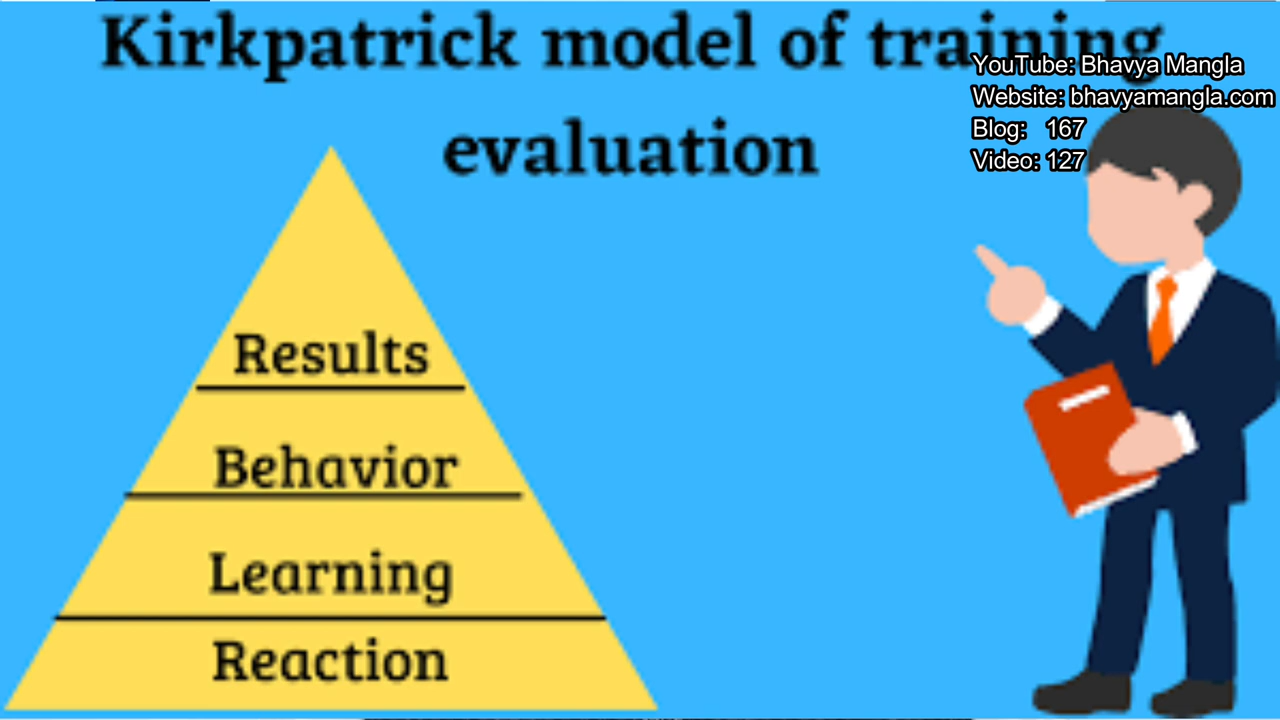 Kirkpatrick model of training
evaluation
YouTube: Bhavya Mangla
Website: bhavyamangla.com
Blog: 167
Video: 127
Results
Behavior
Learning
Reaction